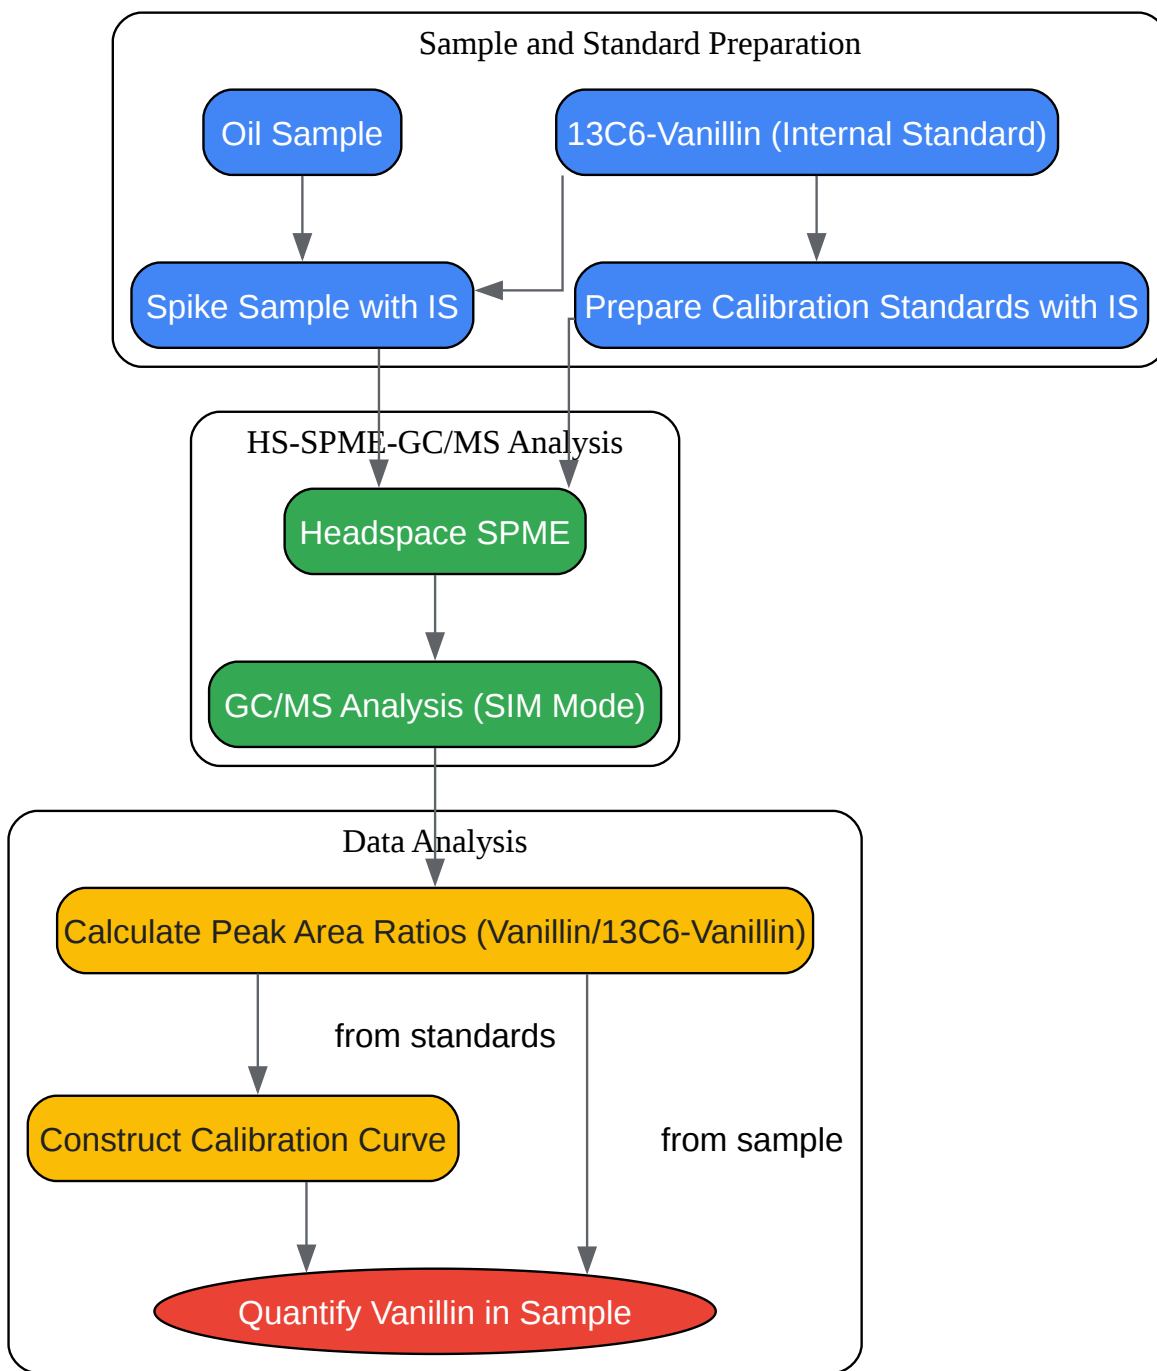 Sample and Standard Preparation
Oil Sample
13C6-Vanillin (Internal Standard)
Spike Sample with IS
Prepare Calibration Standards with IS
HS-SPME-GC/MS Analysis
Headspace SPME
GC/MS Analysis (SIM Mode)
Data Analysis
Calculate Peak Area Ratios (Vanillin/13C6-Vanillin)
from standards
Construct Calibration Curve
from sample
Quantify Vanillin in Sample